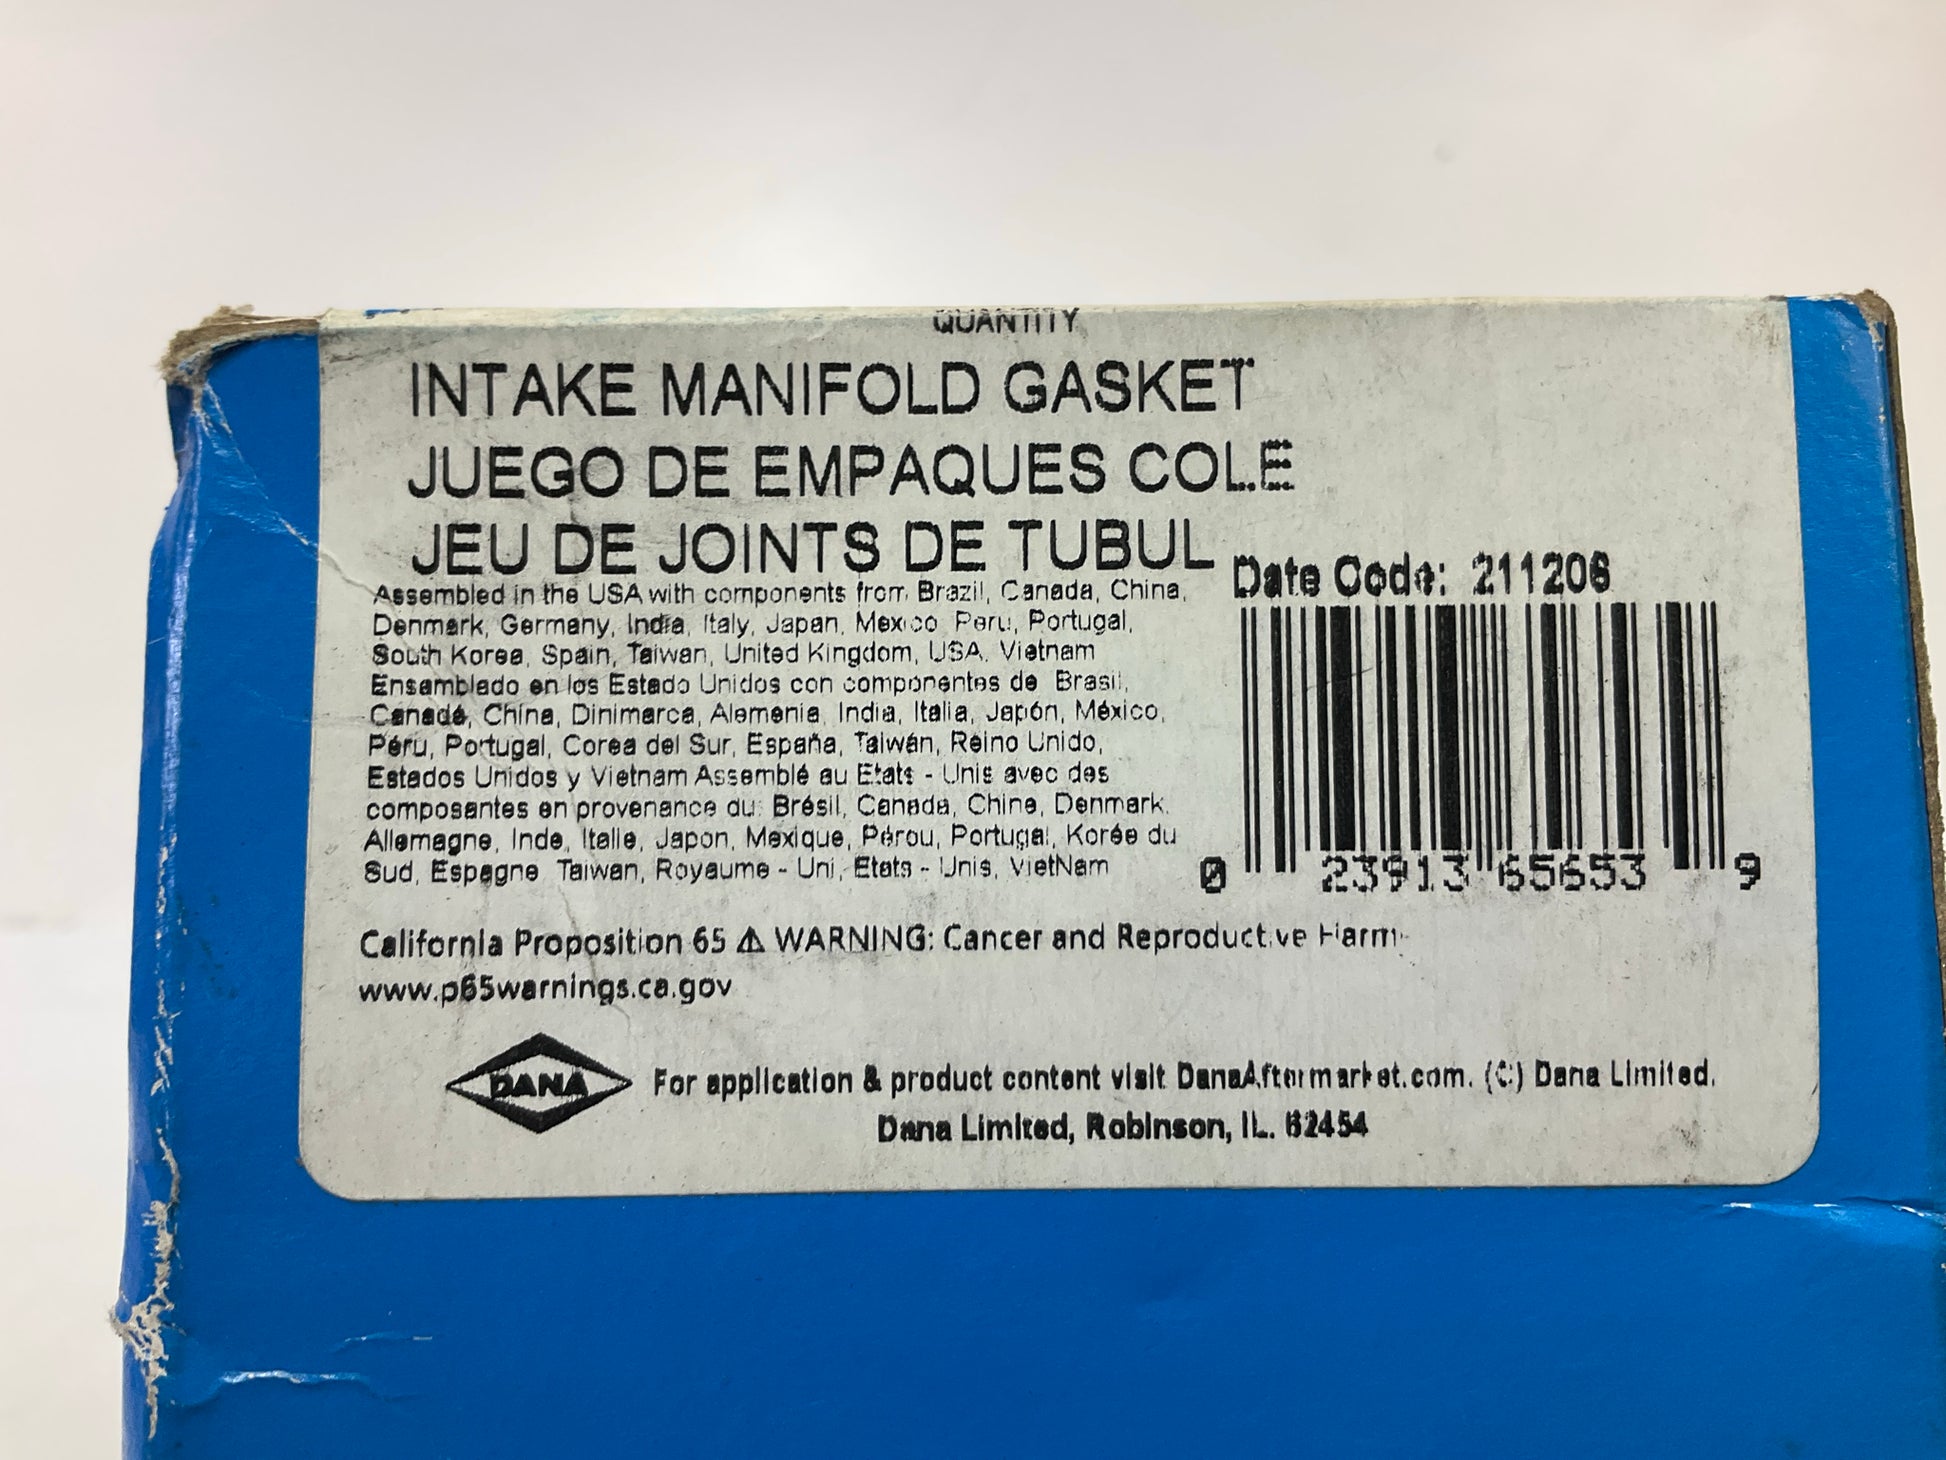 QUANTITY
INTAKE MANIFOLD GASKET
JUEGO DE EMPAQUES COLE
JEU DE JOINTS DE TUBUL
Assembled in the USA with components from Brazil, Canada, China,
Denmark, Germany, India, Italy, Japan, Mexico Peru, Portugal,
South Korea, Spain, Taiwan, United Kingdom, USA, Vietnam
Ensamblado en los Estado Unidos con componentes de Brasil,
Canadá, China, Dinimarca, Alemania, India, Italia, Japón, México,
Péru, Portugal, Corea del Sur, España, Taiwán, Reino Unido,
Estados Unidos y Vietnam Assemblé au Etats - Unis avec des
composantes en provenance du: Brésil, Canada, Chine, Denmark,
Allemagne, Inde, Italie, Japon, Mexique, Pérou, Portugal, Korée du
Sud, Espagne Taiwan, Royaume - Uni, Etats - Unis, VietNam
Date Code: 211206
0 23913 65653 9
California Proposition 65 ⚠ WARNING: Cancer and Reproductive Harm-
www.p65warnings.ca.gov
DANA
For application & product content visit DanaAftermarket.com. (C) Dana Limited.
Dana Limited, Robinson, IL. 62454